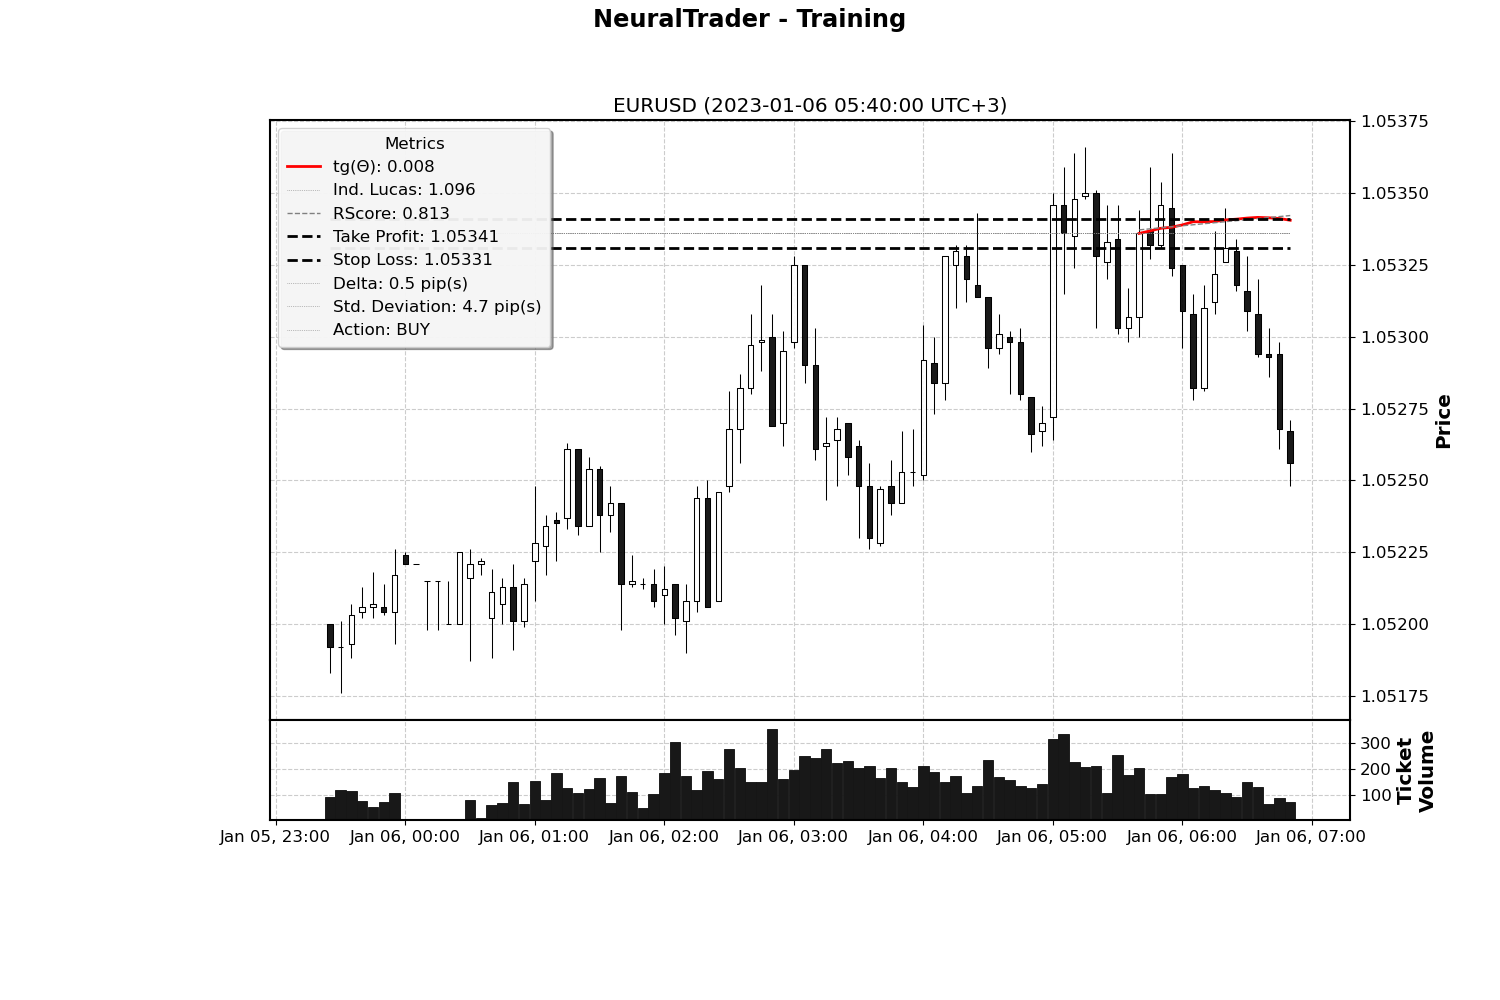 NeuralTrader - Training
EURUSD (2023-01-06 05:40:00 UTC+3)
Metrics
tg(Θ): 0.008
Ind. Lucas: 1.096
RScore: 0.813
Take Profit: 1.05341
Stop Loss: 1.05331
Delta: 0.5 pip(s)
Std. Deviation: 4.7 pip(s)
Action: BUY
1.05375
1.05350
1.05325
1.05300
1.05275
1.05250
1.05225
1.05200
1.05175
Price
300
200
100
Ticket
Volume
Jan 05, 23:00 Jan 06, 00:00 Jan 06, 01:00 Jan 06, 02:00 Jan 06, 03:00 Jan 06, 04:00 Jan 06, 05:00 Jan 06, 06:00 Jan 06, 07:00